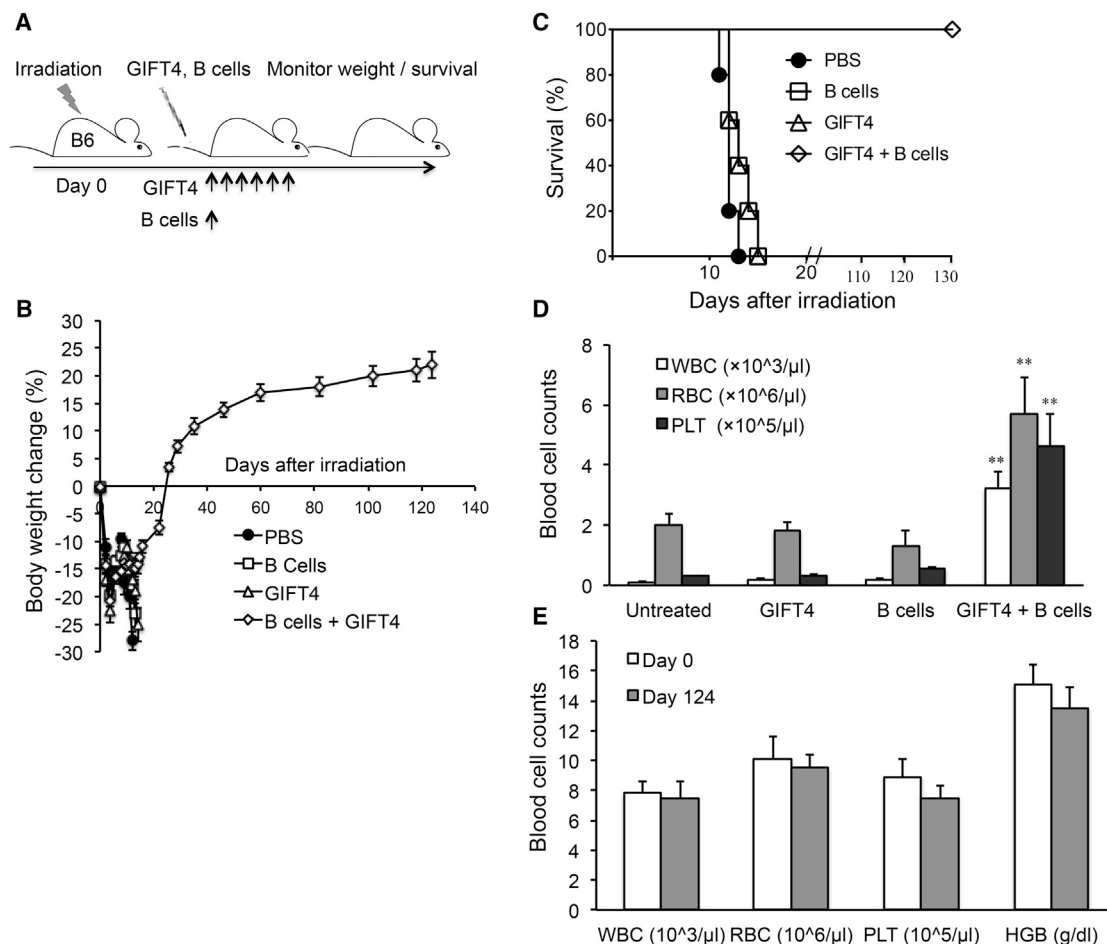 A
Irradiation GIFT4, B cells Monitor weight / survival
B6
Day 0 GIFT4
B cells
B
30
25
20
15
10
5
0
-5
-10
-15
-20
-25
-30
Body weight change (%)
Days after irradiation
0 20 40 60 80 100 120 140
PBS
B Cells
GIFT4
B cells + GIFT4
C
100
80
60
40
20
0
Survival (%)
PBS
B cells
GIFT4
GIFT4 + B cells
10 20 // 110 120 130
Days after irradiation
D
8
6
4
2
0
Blood cell counts
WBC (×10^3/µl)
RBC (×10^6/µl)
PLT (×10^5/µl)
** ** **
Untreated GIFT4 B cells GIFT4 + B cells
E
18
16
14
12
10
8
6
4
2
0
Blood cell counts
Day 0
Day 124
WBC (10^3/µl) RBC (10^6/µl) PLT (10^5/µl) HGB (g/dl)